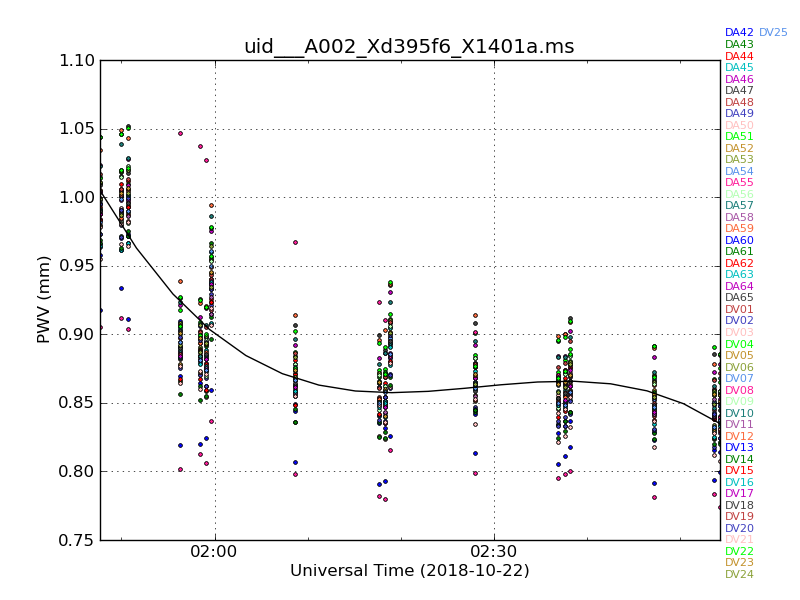 uid___A002_Xd395f6_X1401a.ms
1.10
1.05
1.00
0.95
0.90
0.85
0.80
0.75
PWV (mm)
02:00
02:30
Universal Time (2018-10-22)
DA42 DV25
DA43
DA44
DA45
DA46
DA47
DA48
DA49
DA50
DA51
DA52
DA53
DA54
DA55
DA56
DA57
DA58
DA59
DA60
DA61
DA62
DA63
DA64
DA65
DV01
DV02
DV03
DV04
DV05
DV06
DV07
DV08
DV09
DV10
DV11
DV12
DV13
DV14
DV15
DV16
DV17
DV18
DV19
DV20
DV21
DV22
DV23
DV24